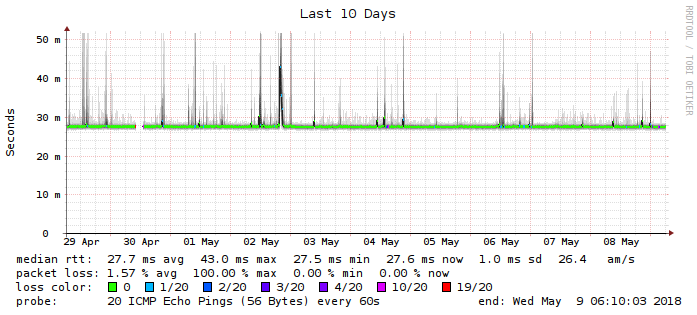 Last 10 Days
RRDTOOL / TOBI OETIKER
Seconds
50 m
40 m
30 m
20 m
10 m
0
29 Apr 30 Apr 01 May 02 May 03 May 04 May 05 May 06 May 07 May 08 May
median rtt: 27.7 ms avg 43.0 ms max 27.5 ms min 27.6 ms now 1.0 ms sd 26.4 am/s
packet loss: 1.57 % avg 100.00 % max 0.00 % min 0.00 % now
loss color: 0 1/20 2/20 3/20 4/20 10/20 19/20
probe: 20 ICMP Echo Pings (56 Bytes) every 60s end: Wed May 9 06:10:03 2018